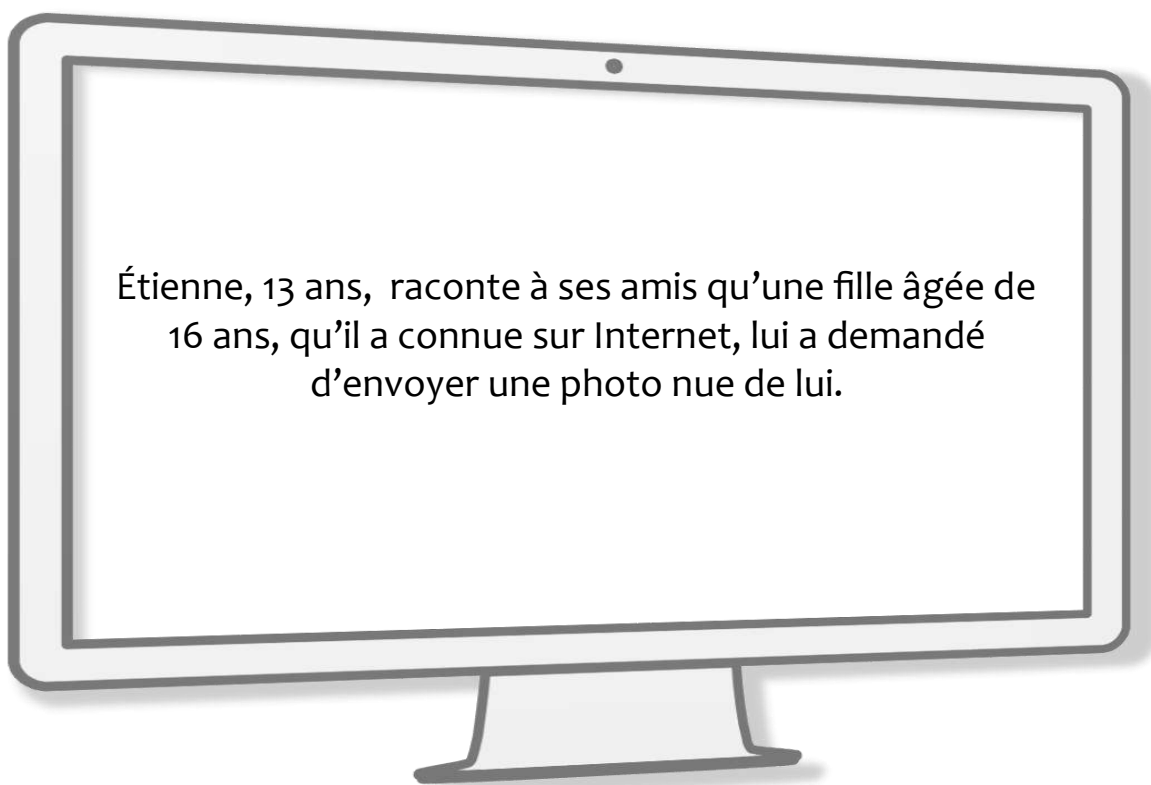 Étienne, 13 ans,  raconte à ses amis qu’une fille âgée de
16 ans, qu’il a connue sur Internet, lui a demandé
d’envoyer une photo nue de lui.